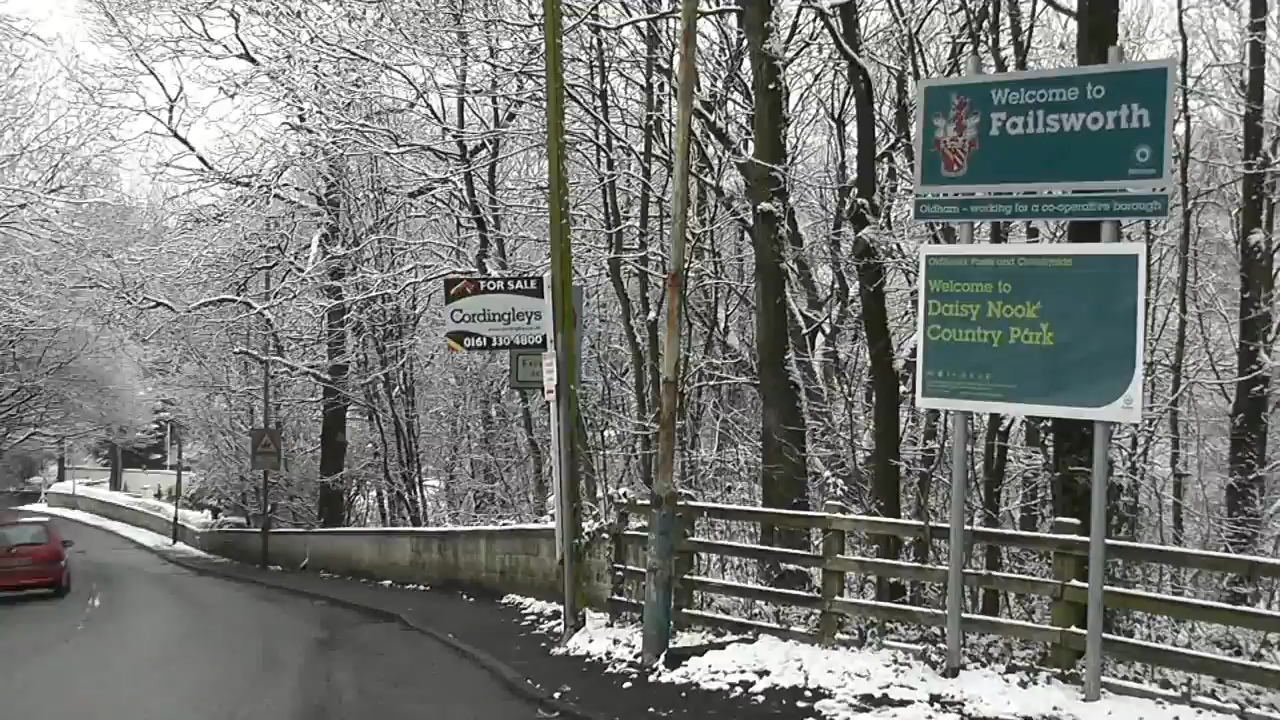 FOR SALE
Cordingleys
0161 330 4800
Welcome to
Failsworth
Oldham - working for a co-operative borough
Oldham Parks and Countryside
Welcome to
Daisy Nook
Country Park